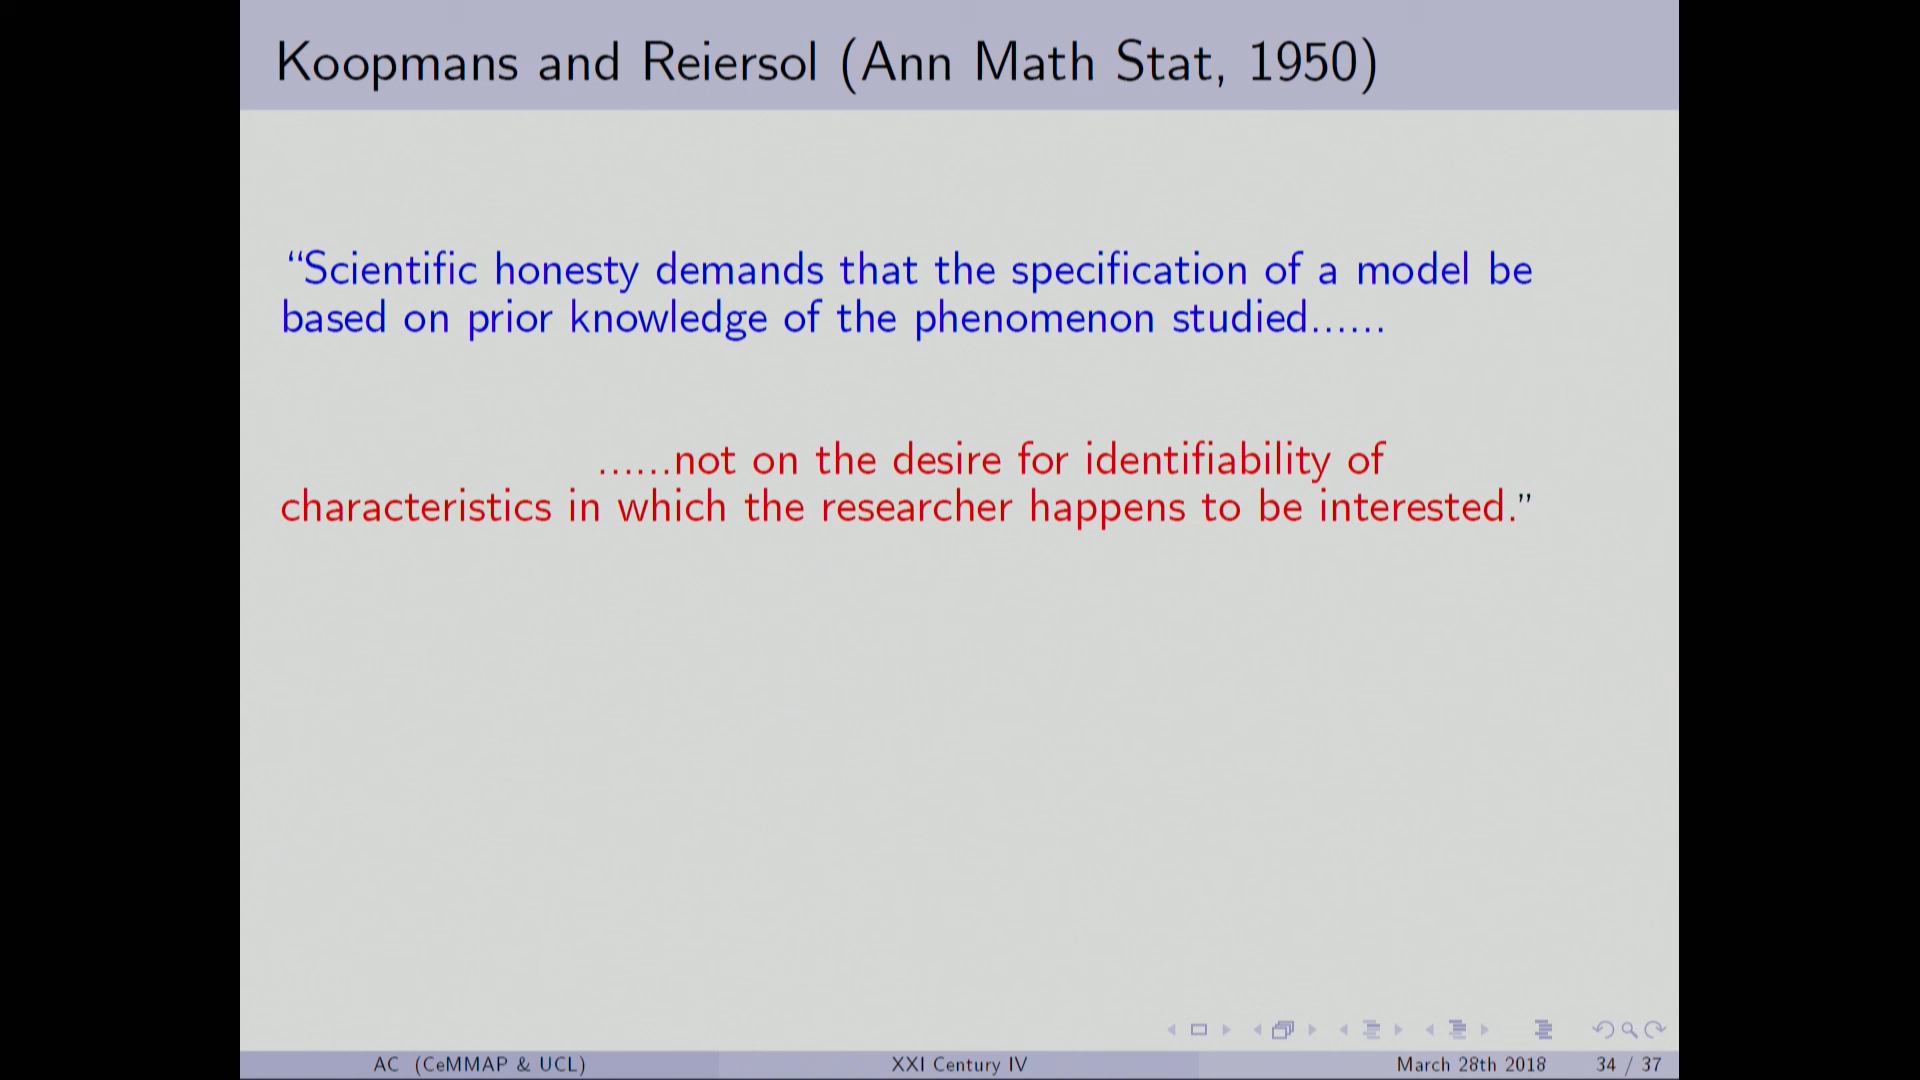 Koopmans and Reiersol (Ann Math Stat, 1950)
“Scientific honesty demands that the specification of a model be
based on prior knowledge of the phenomenon studied......
......not on the desire for identifiability of
characteristics in which the researcher happens to be interested.”
AC (CeMMAP & UCL) XXI Century IV March 28th 2018 34 / 37